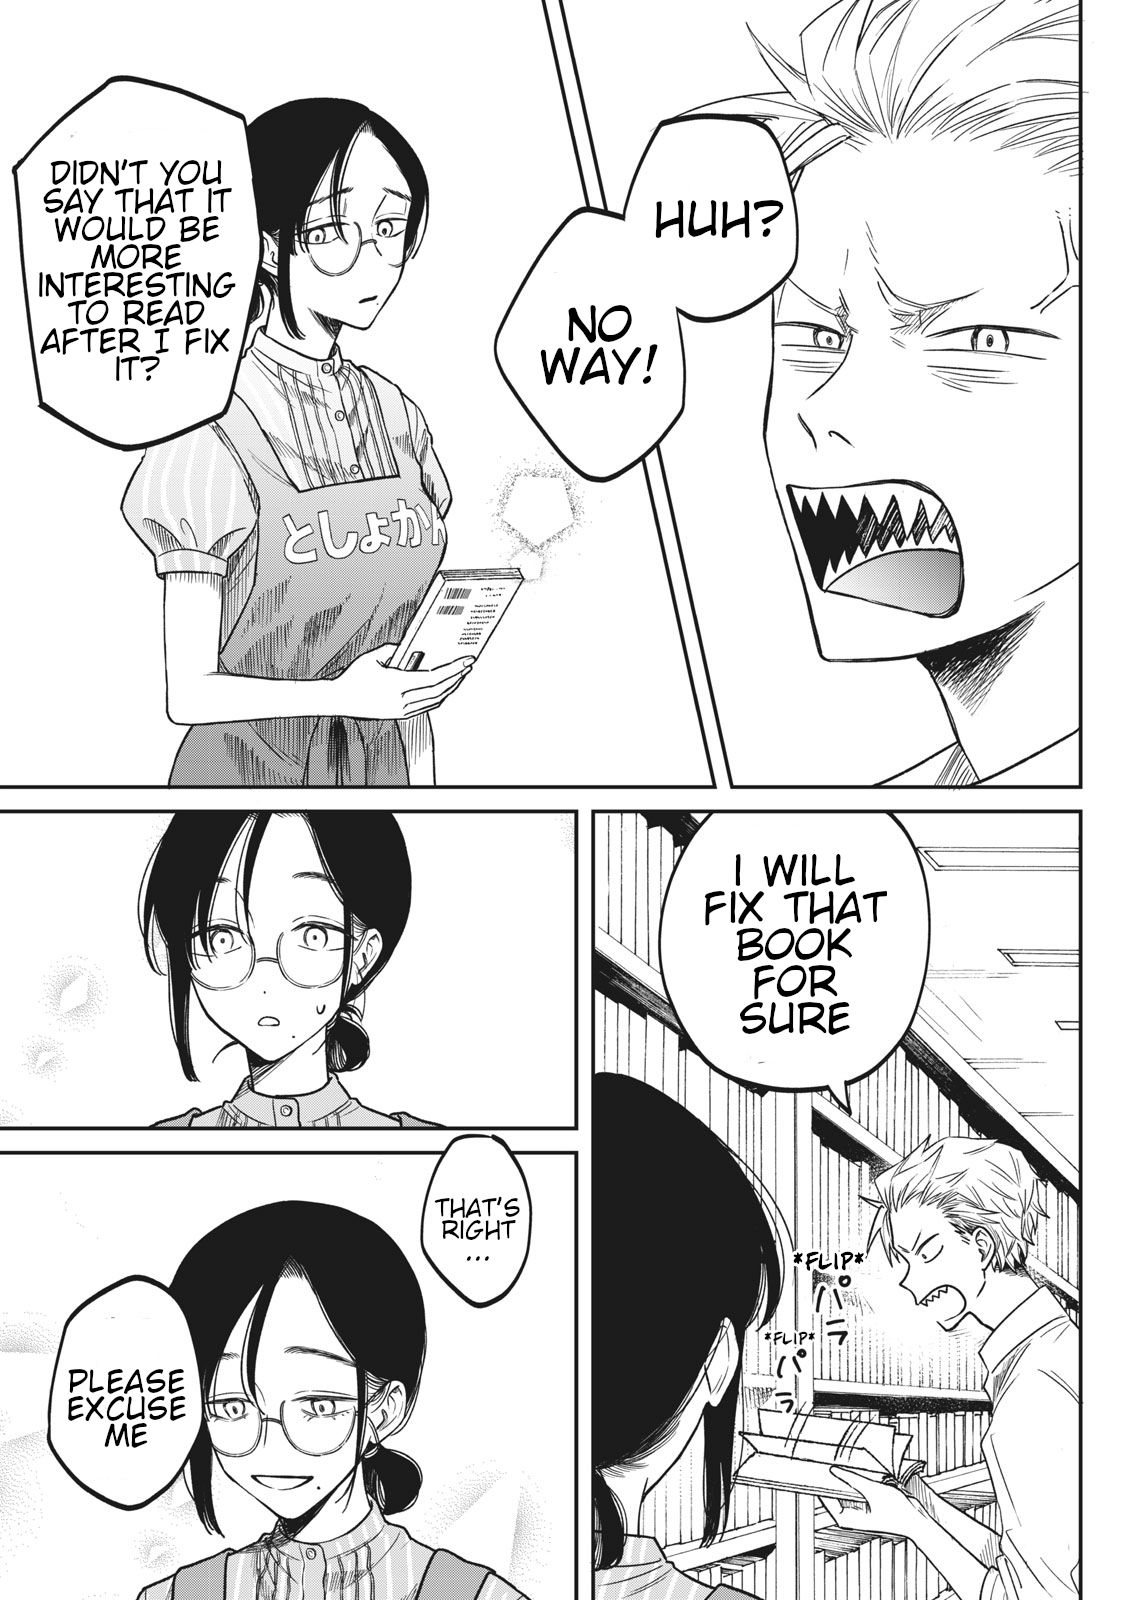 HUH?
NO
WAY!
DIDN'T YOU
SAY THAT IT
WOULD BE
MORE
INTERESTING
TO READ
AFTER I FIX
IT?
としょかん
I WILL
FIX THAT
BOOK
FOR
SURE
*FLIP*
パラ
*FLIP*
パラ
THAT'S
RIGHT
...
PLEASE
EXCUSE
ME